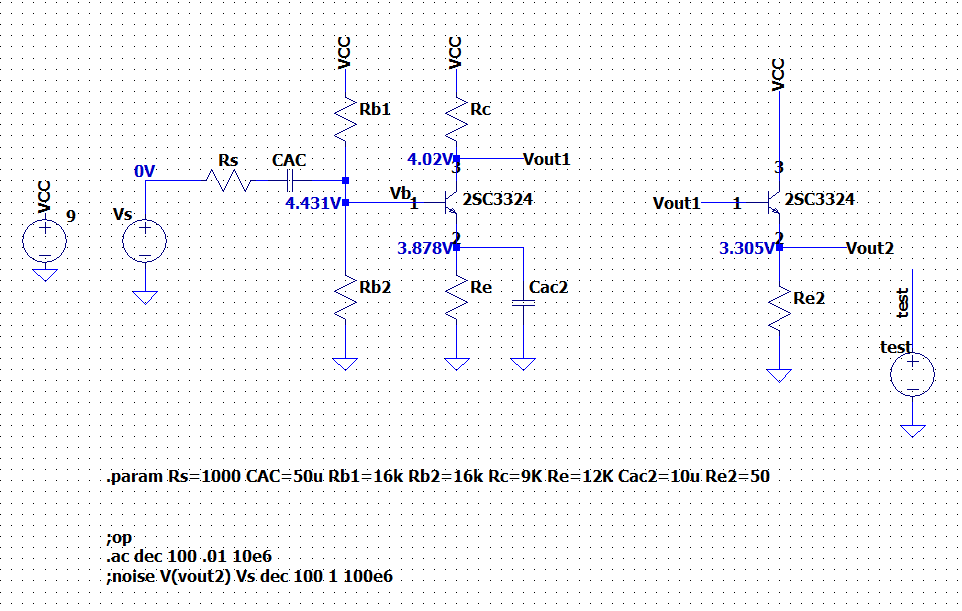 VCC
VCC
VCC
Rb1
Rc
4.02V
3
Vout1
3
0V
Rs
CAC
Vb
1
2SC3324
4.431V
Vout1
1
2SC3324
VCC
9
Vs
2
3.878V
2
3.305V
Vout2
Rb2
Re
Cac2
Re2
test
test
.param Rs=1000 CAC=50u Rb1=16k Rb2=16k Rc=9K Re=12K Cac2=10u Re2=50
;op
.ac dec 100 .01 10e6
;noise V(vout2) Vs dec 100 1 100e6